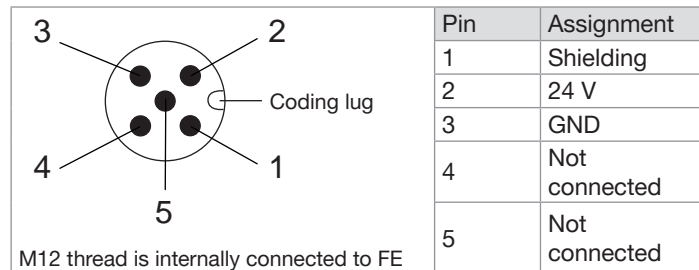 3
2
Coding lug
4
1
5
M12 thread is internally connected to FE
Pin Assignment
1 Shielding
2 24 V
3 GND
4 Not
connected
5 Not
connected